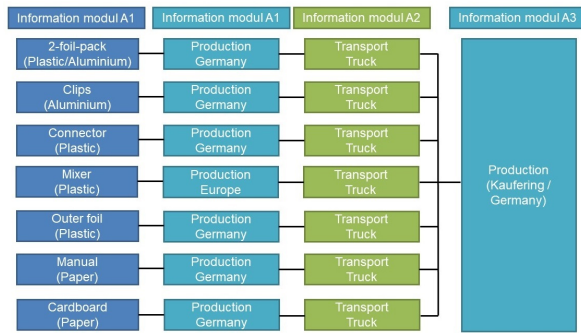 Information modul A1
Information modul A1
Information modul A2
Information modul A3
2-foil-pack
(Plastic/Aluminium)
Production
Germany
Transport
Truck
Clips
(Aluminium)
Production
Germany
Transport
Truck
Connector
(Plastic)
Production
Germany
Transport
Truck
Mixer
(Plastic)
Production
Europe
Transport
Truck
Outer foil
(Plastic)
Production
Germany
Transport
Truck
Manual
(Paper)
Production
Germany
Transport
Truck
Cardboard
(Paper)
Production
Germany
Transport
Truck
Production
(Kaufering /
Germany)